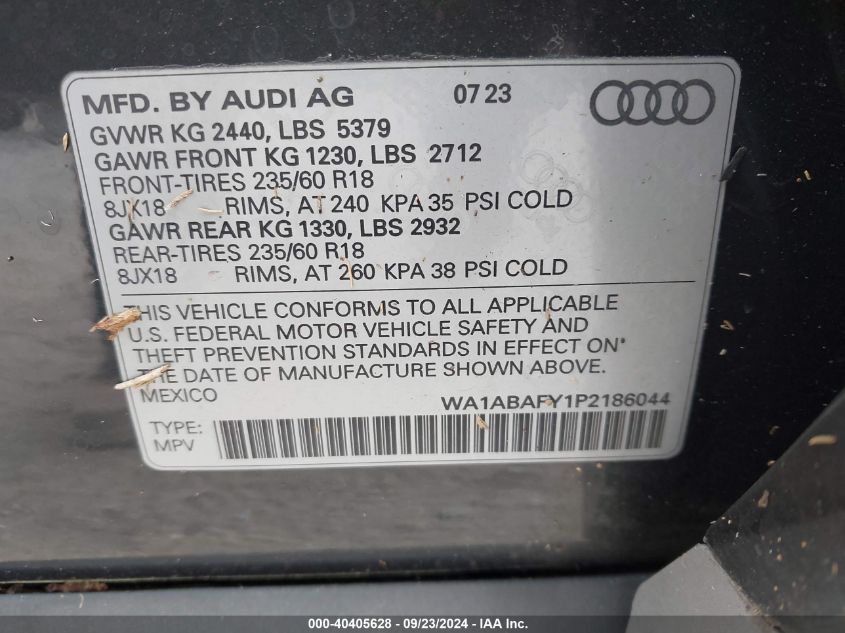 MFD. BY AUDI AG 07 23
GVWR KG 2440, LBS 5379
GAWR FRONT KG 1230, LBS 2712
FRONT-TIRES 235/60 R18
8JX18 RIMS, AT 240 KPA 35 PSI COLD
GAWR REAR KG 1330, LBS 2932
REAR-TIRES 235/60 R18
8JX18 RIMS, AT 260 KPA 38 PSI COLD
THIS VEHICLE CONFORMS TO ALL APPLICABLE
U.S. FEDERAL MOTOR VEHICLE SAFETY AND
THEFT PREVENTION STANDARDS IN EFFECT ON
THE DATE OF MANUFACTURE SHOWN ABOVE.
MEXICO WA1ABAFY1P2186044
TYPE:
MPV
000-40405628 - 09/23/2024 - IAA Inc.